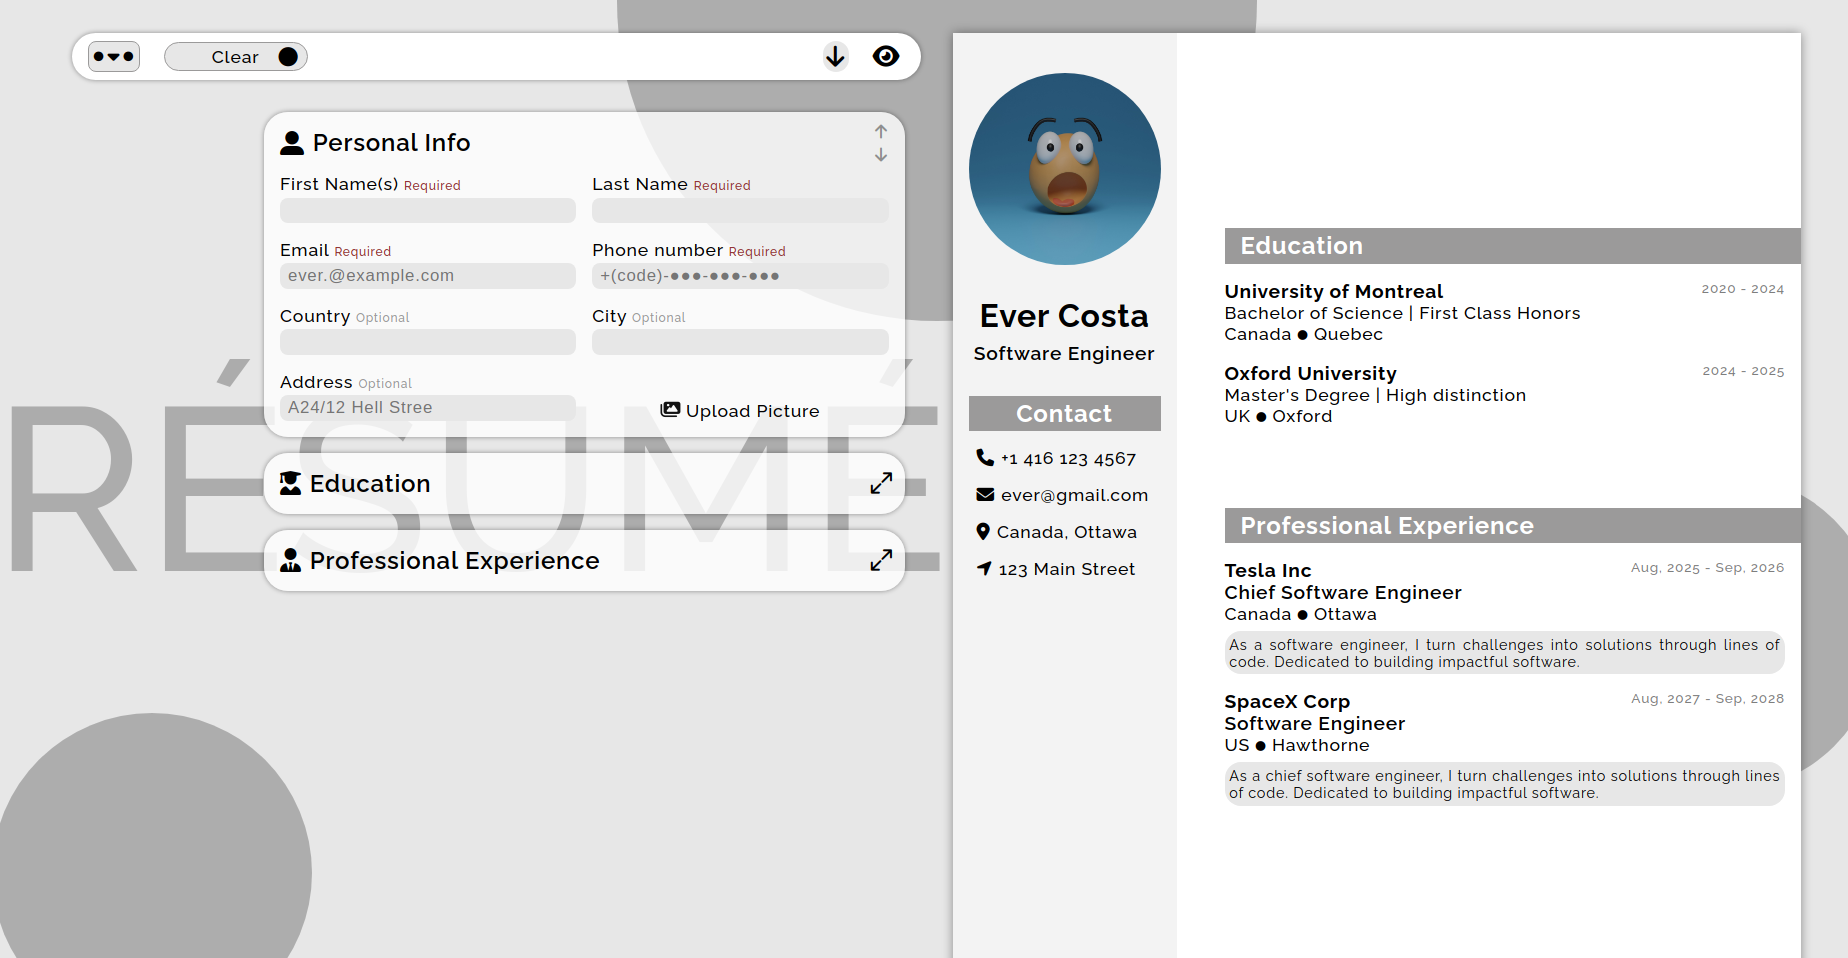 Clear
RÉSUMÉ
Personal Info
First Name(s) Required
Last Name Required
Email Required
ever.@example.com
Phone number Required
+(code)-●●●-●●●-●●●
Country Optional
City Optional
Address Optional
A24/12 Hell Stree
Upload Picture
Education
Professional Experience
Ever Costa
Software Engineer
Contact
+1 416 123 4567
ever@gmail.com
Canada, Ottawa
123 Main Street
Education
University of Montreal 2020 - 2024
Bachelor of Science | First Class Honors
Canada ● Quebec
Oxford University 2024 - 2025
Master's Degree | High distinction
UK ● Oxford
Professional Experience
Tesla Inc Aug, 2025 - Sep, 2026
Chief Software Engineer
Canada ● Ottawa
As a software engineer, I turn challenges into solutions through lines of
code. Dedicated to building impactful software.
SpaceX Corp Aug, 2027 - Sep, 2028
Software Engineer
US ● Hawthorne
As a chief software engineer, I turn challenges into solutions through lines
of code. Dedicated to building impactful software.